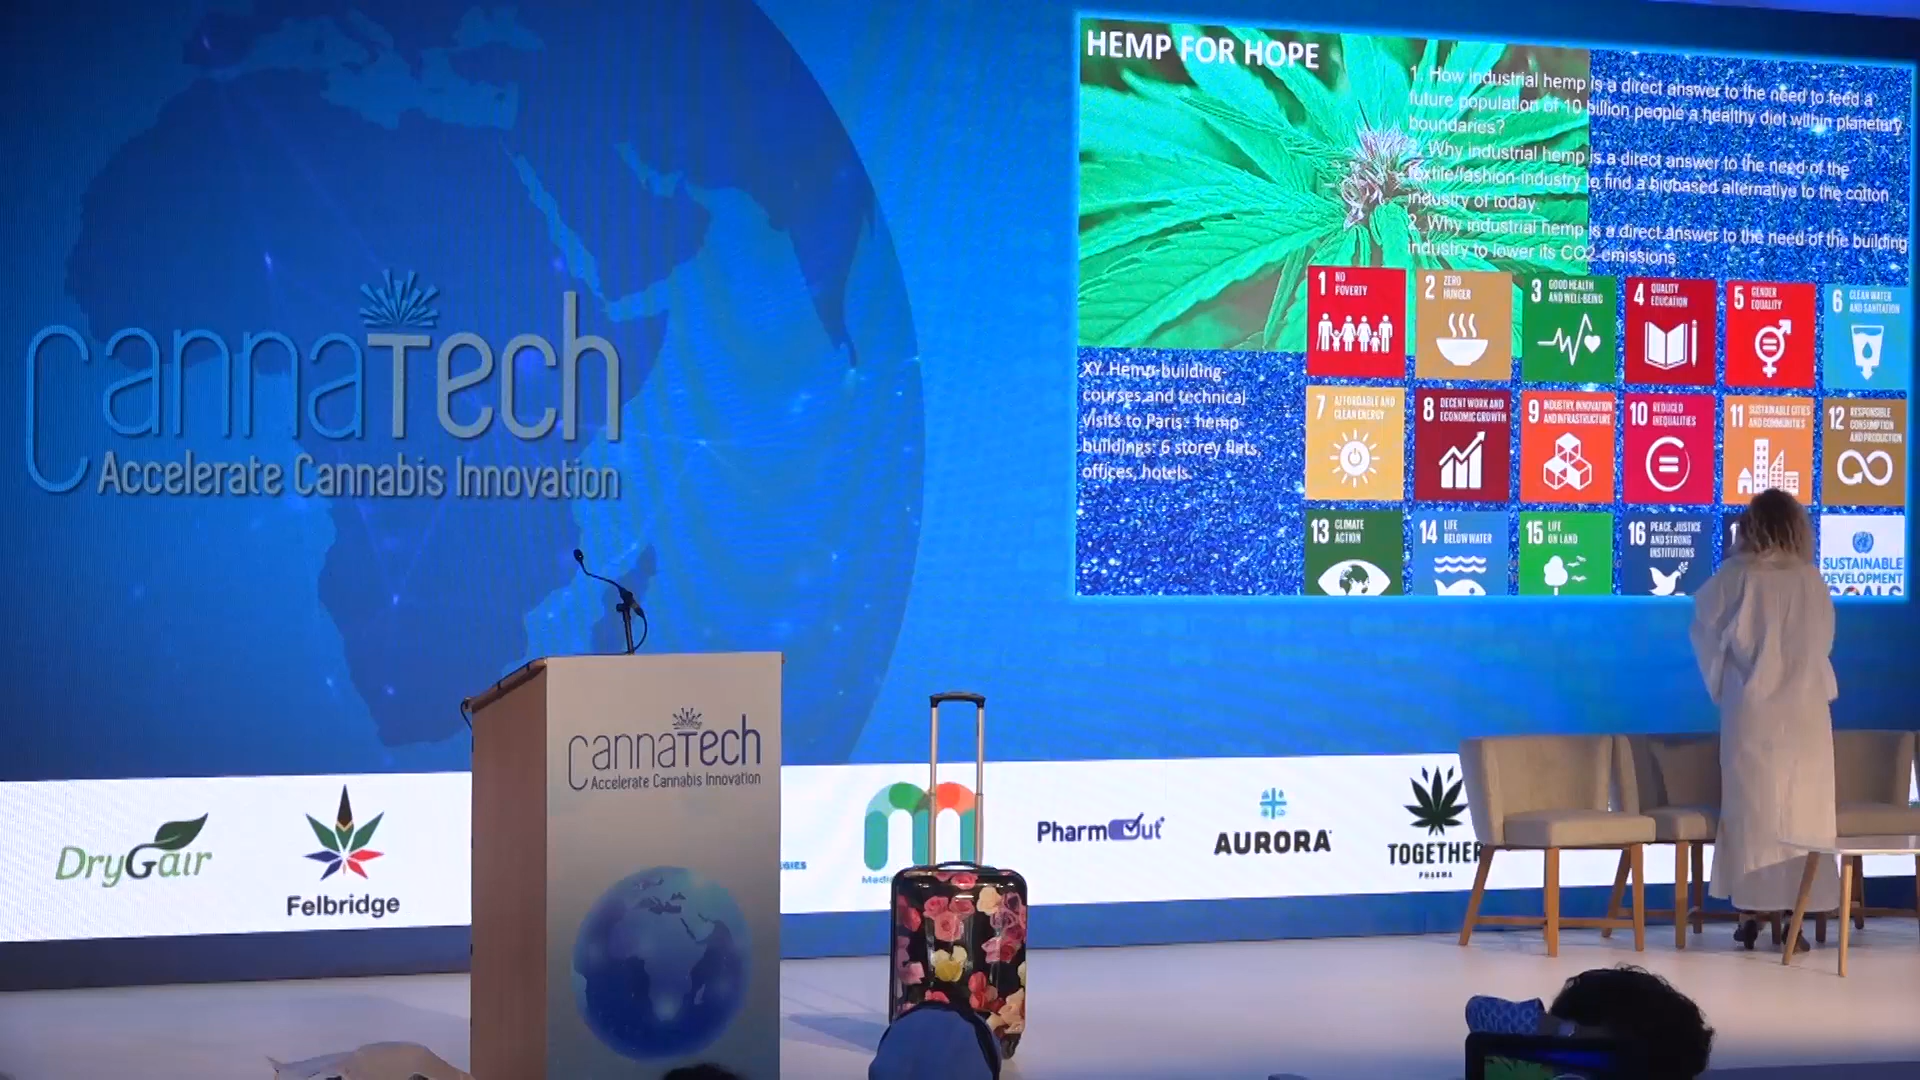 cannaTech
Accelerate Cannabis Innovation
HEMP FOR HOPE
1. How industrial hemp is a direct answer to the need to feed a
future population of 10 billion people a healthy diet within planetary
boundaries?
2. Why industrial hemp is a direct answer to the need of the
textile/fashion-industry to find a biobased alternative to the cotton
industry of today.
2. Why industrial hemp is a direct answer to the need of the building
industry to lower its CO2-emissions.
XY. Hemp-building-
courses and technical
visits to Paris:- hemp
buildings: 6 storey flats,
offices, hotels.
1 NO
POVERTY
2 ZERO
HUNGER
3 GOOD HEALTH
AND WELL-BEING
4 QUALITY
EDUCATION
5 GENDER
EQUALITY
6 CLEAN WATER
AND SANITATION
7 AFFORDABLE AND
CLEAN ENERGY
8 DECENT WORK AND
ECONOMIC GROWTH
9 INDUSTRY, INNOVATION
AND INFRASTRUCTURE
10 REDUCED
INEQUALITIES
11 SUSTAINABLE CITIES
AND COMMUNITIES
12 RESPONSIBLE
CONSUMPTION
AND PRODUCTION
13 CLIMATE
ACTION
14 LIFE
BELOW WATER
15 LIFE
ON LAND
16 PEACE, JUSTICE
AND STRONG
INSTITUTIONS
SUSTAINABLE
DEVELOPMENT
GOALS
cannaTech
Accelerate Cannabis Innovation
DryGair
Felbridge
PharmOut
AURORA
TOGETHER
PHARMA